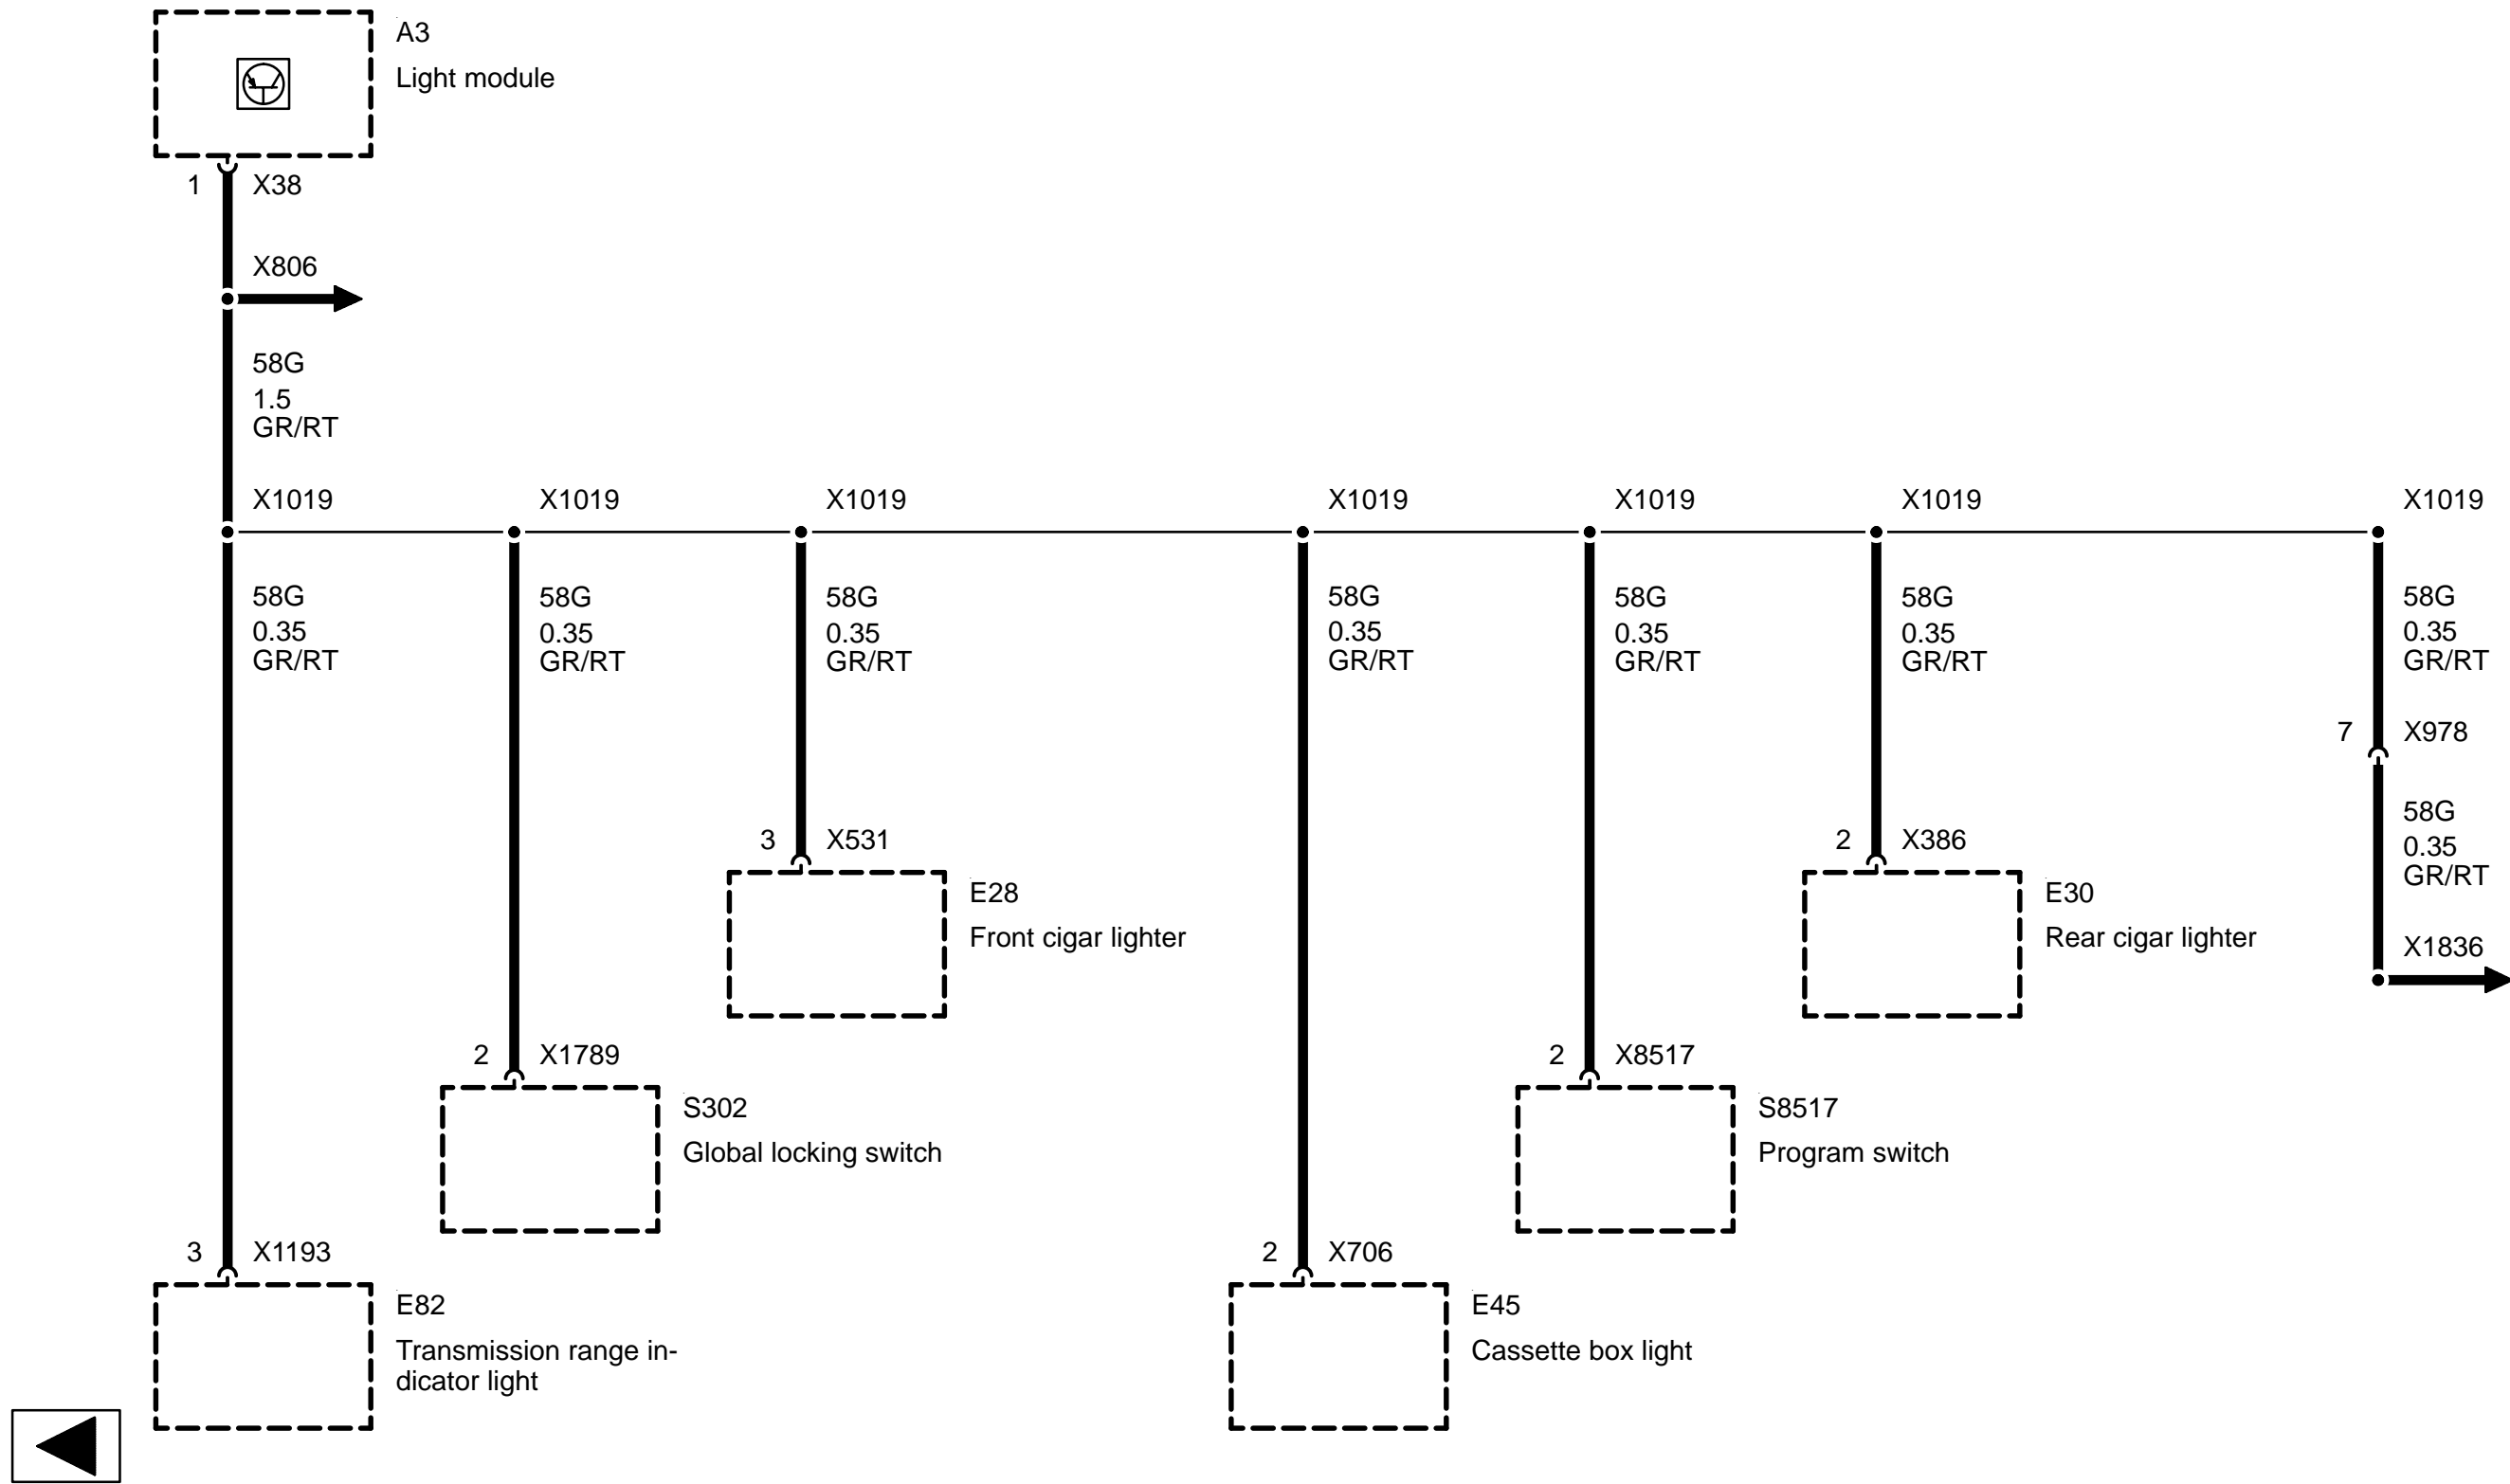 A3
Light module
1 X38
X806
58G
1.5
GR/RT
X1019 X1019 X1019 X1019 X1019 X1019 X1019
58G 58G 58G 58G 58G 58G 58G
0.35 0.35 0.35 0.35 0.35 0.35 0.35
GR/RT GR/RT GR/RT GR/RT GR/RT GR/RT GR/RT
7 X978
58G
3 X531 2 X386 0.35
GR/RT
E28 E30
Front cigar lighter Rear cigar lighter
X1836
2 X1789 2 X8517
S302 S8517
Global locking switch Program switch
3 X1193 2 X706
E82 E45
Transmission range in- Cassette box light
dicator light